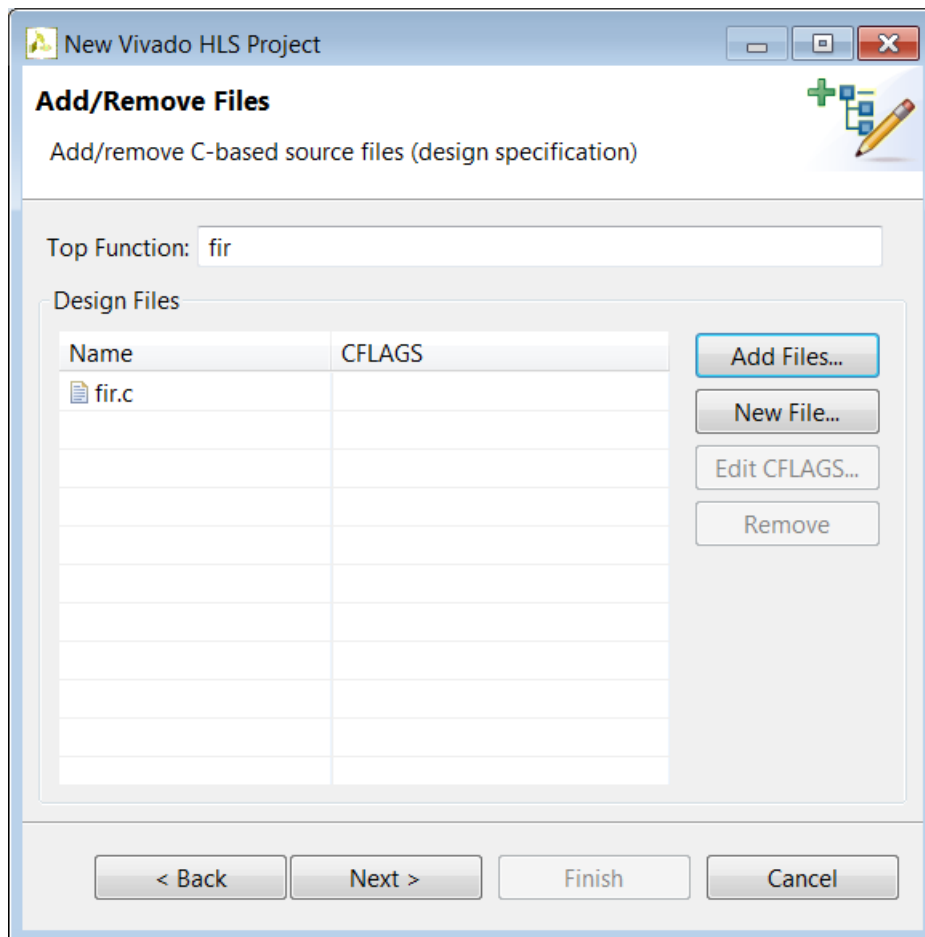 New Vivado HLS Project
Add/Remove Files
Add/remove C-based source files (design specification)
Top Function: fir
Design Files
Name CFLAGS
fir.c
Add Files...
New File...
Edit CFLAGS...
Remove
< Back Next > Finish Cancel